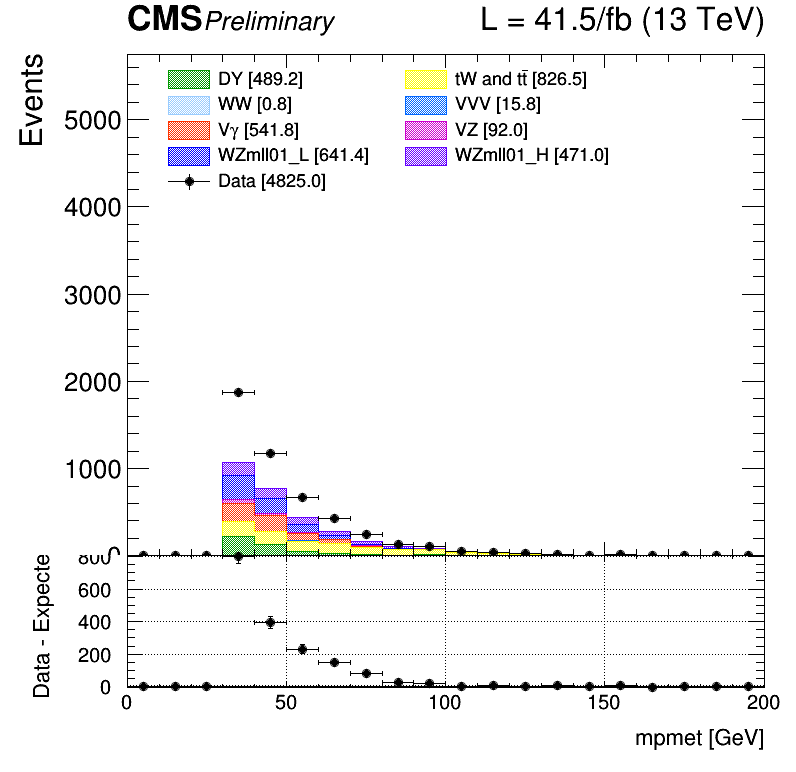 CMS Preliminary L = 41.5/fb (13 TeV)
Events
DY [489.2] tW and tt̄ [826.5]
WW [0.8] VVV [15.8]
Vγ [541.8] VZ [92.0]
WZmll01_L [641.4] WZmll01_H [471.0]
Data [4825.0]
5000
4000
3000
2000
1000
0
Data - Expecte
800
600
400
200
0
0 50 100 150 200
mpmet [GeV]